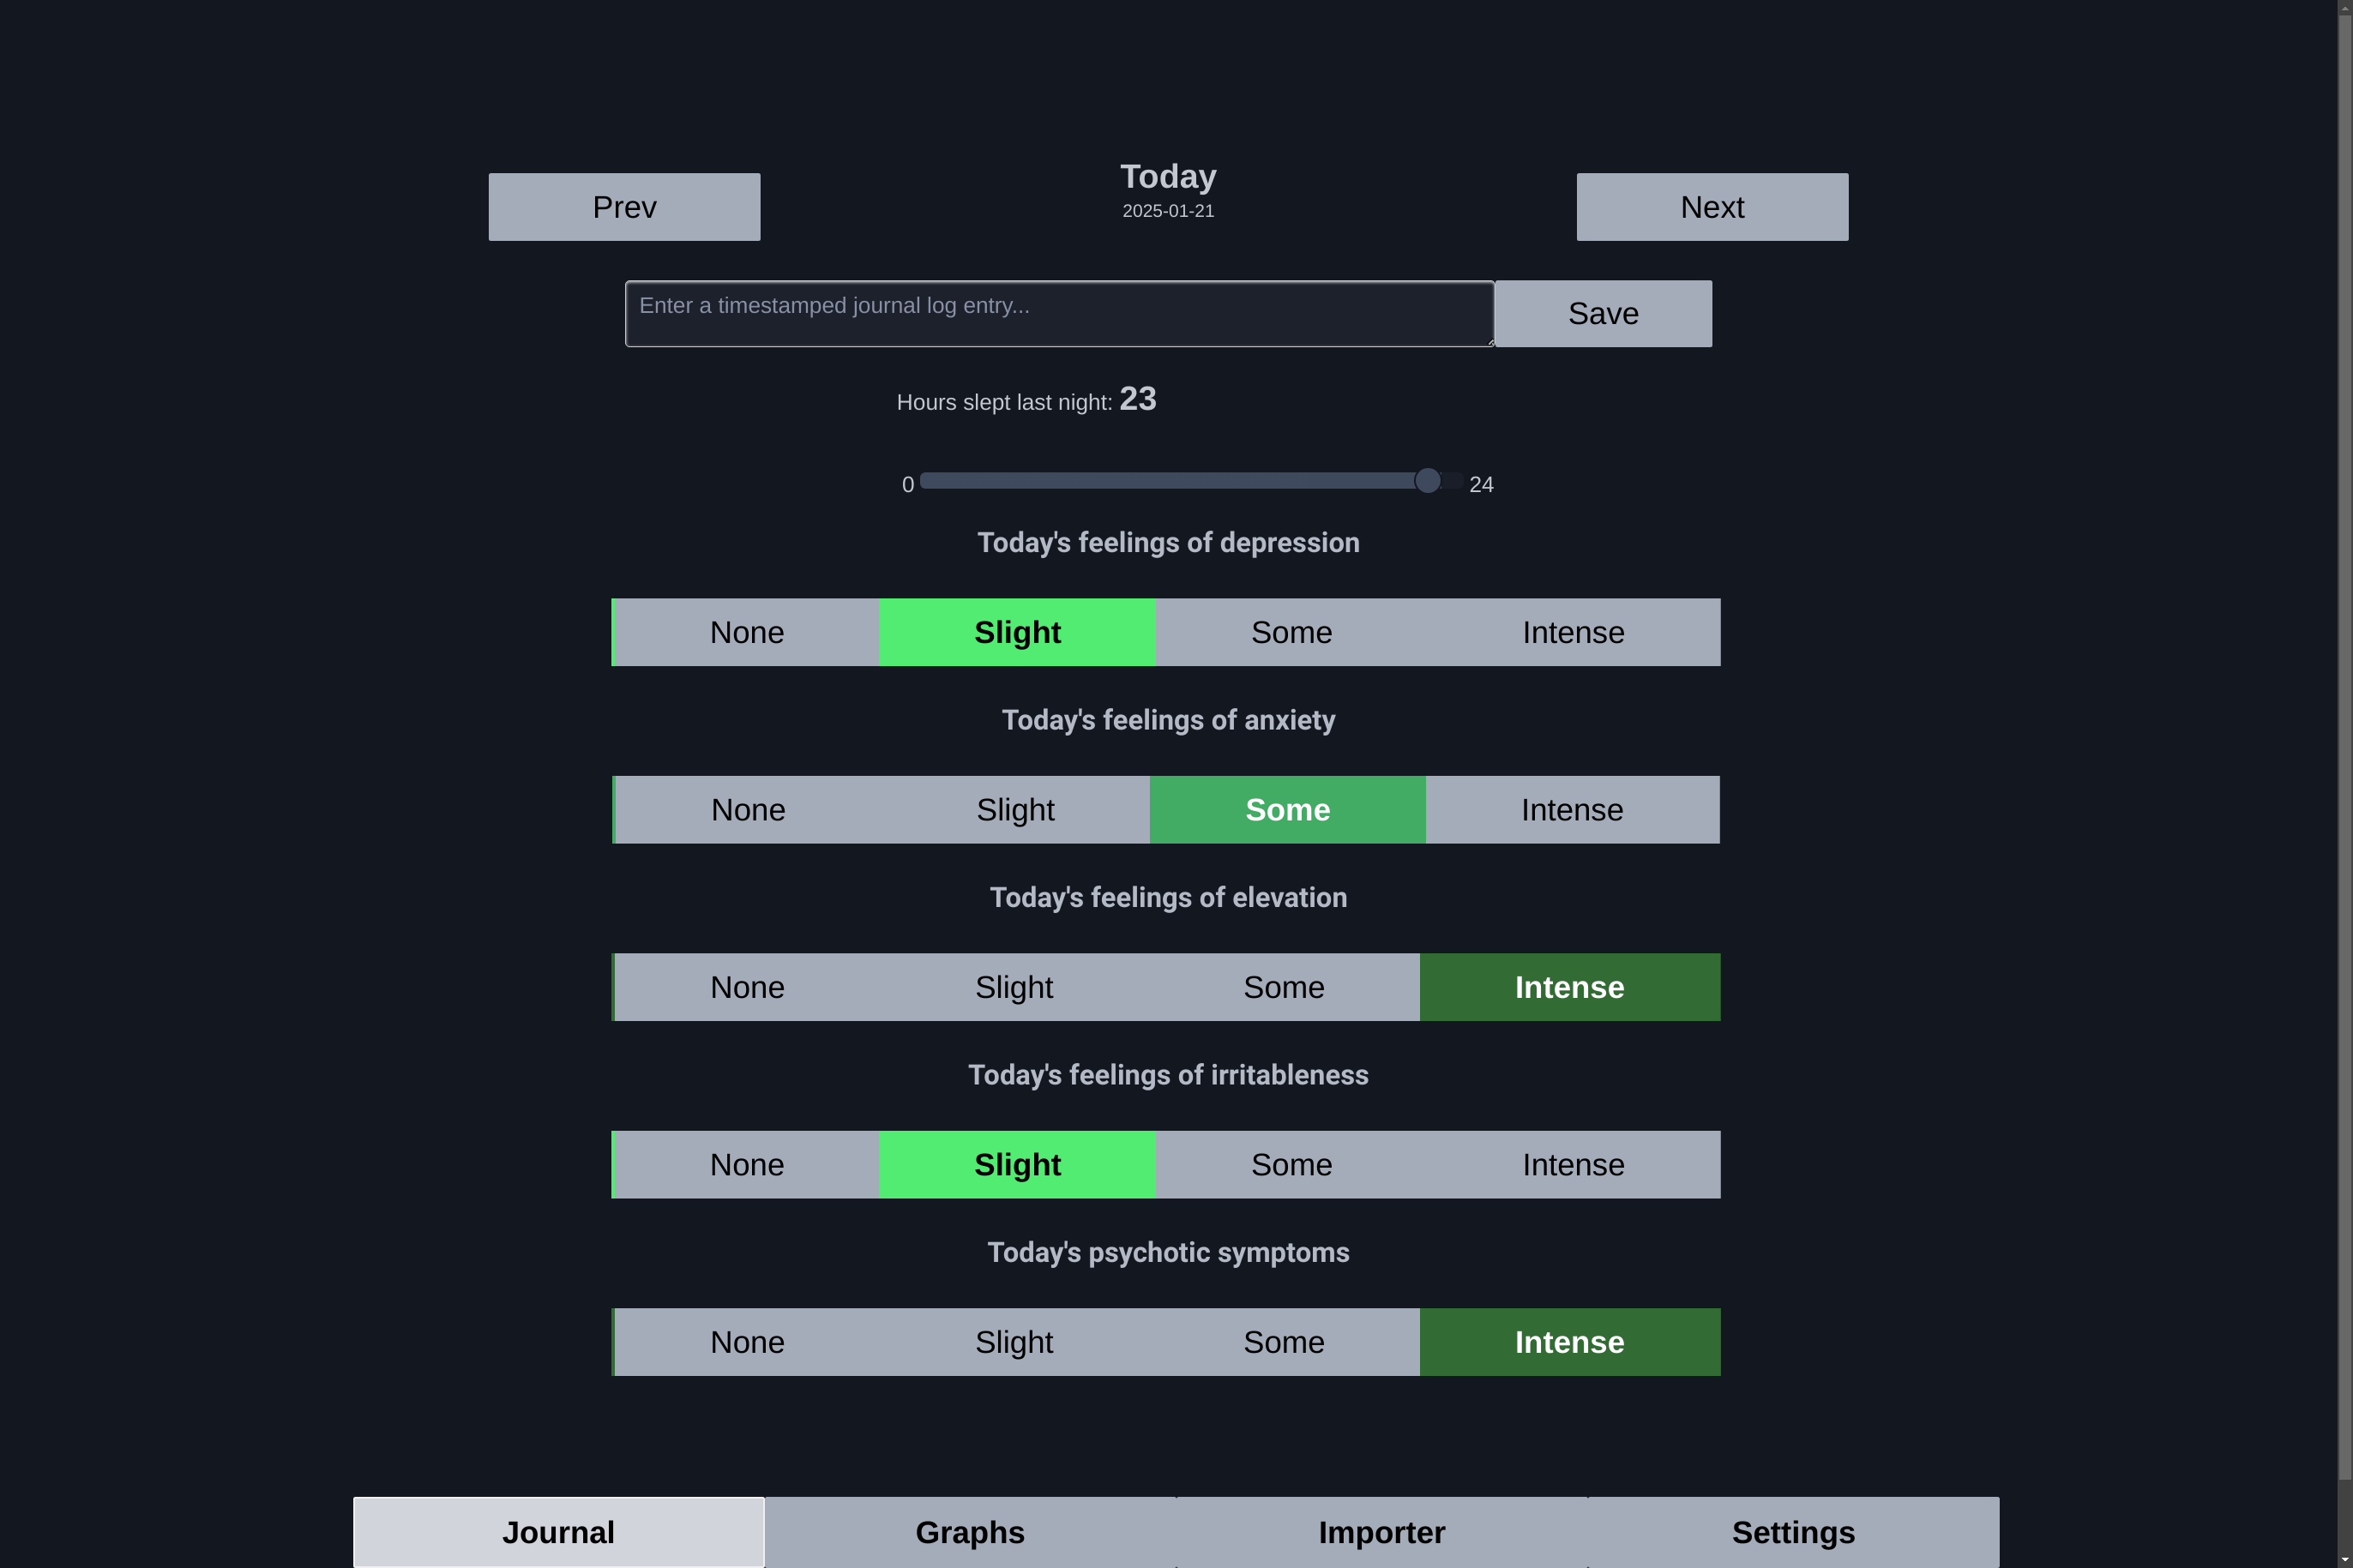 Prev
Today
2025-01-21
Next
Enter a timestamped journal log entry...
Save
Hours slept last night: 23
0 24
Today's feelings of depression
None Slight Some Intense
Today's feelings of anxiety
None Slight Some Intense
Today's feelings of elevation
None Slight Some Intense
Today's feelings of irritableness
None Slight Some Intense
Today's psychotic symptoms
None Slight Some Intense
Journal Graphs Importer Settings